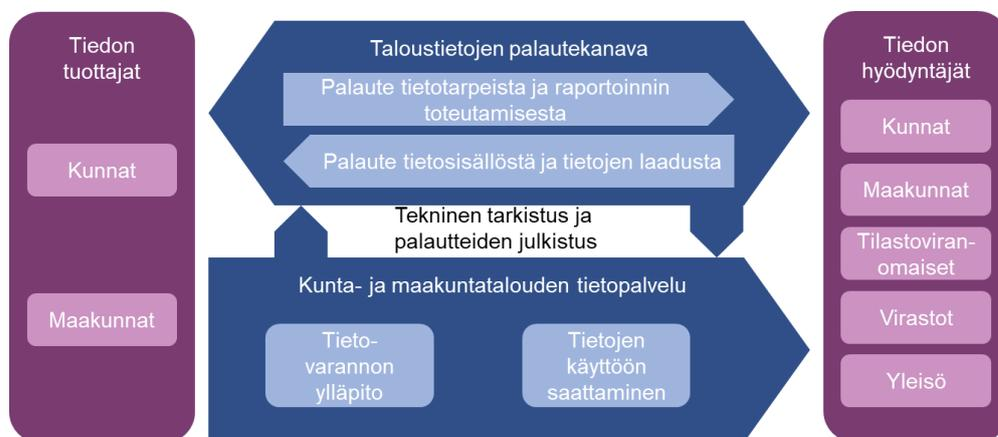 Tiedon
tuottajat
Kunnat
Maakunnat
Taloustietojen palautekanava
Palaute tietotarpeista ja raportoinnin
toteutamisesta
Palaute tietosisällöstä ja tietojen laadusta
Tekninen tarkistus ja
palautteiden julkistus
Kunta- ja maakuntatalouden tietopalvelu
Tieto-
varannon
ylläpito
Tietojen
käyttöön
saattaminen
Tiedon
hyödyntäjät
Kunnat
Maakunnat
Tilastoviran-
omaiset
Virastot
Yleisö